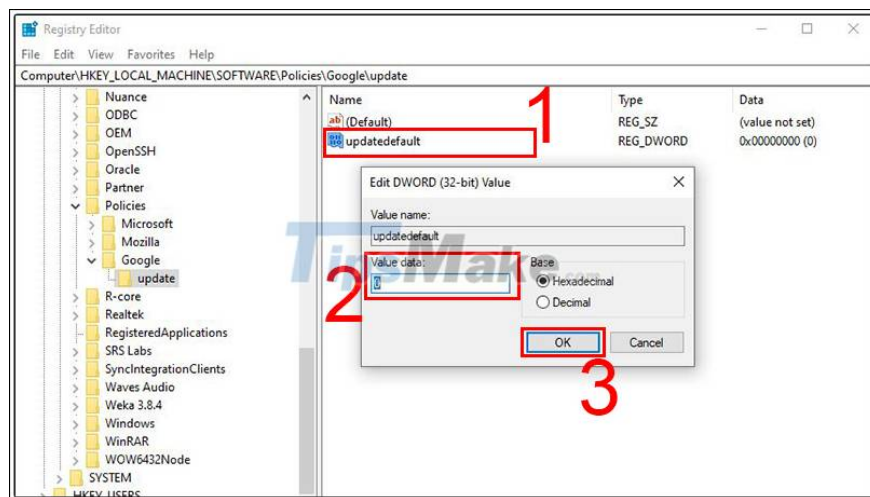 Registry Editor
File Edit View Favorites Help
Computer\HKEY_LOCAL_MACHINE\SOFTWARE\Policies\Google\update
Nuance
ODBC
OEM
OpenSSH
Oracle
Partner
Policies
Microsoft
Mozilla
Google
update
R-core
Realtek
RegisteredApplications
SRS Labs
SyncIntegrationClients
Waves Audio
Weka 3.8.4
Windows
WinRAR
WOW6432Node
SYSTEM
HKEY_USERS
Name Type Data
ab (Default) REG_SZ (value not set)
updatedefault REG_DWORD 0x00000000 (0)
1
Edit DWORD (32-bit) Value
Value name:
updatedefault
Value data: Base
0 Hexadecimal
Decimal
2
OK Cancel
3
TipsMake.com